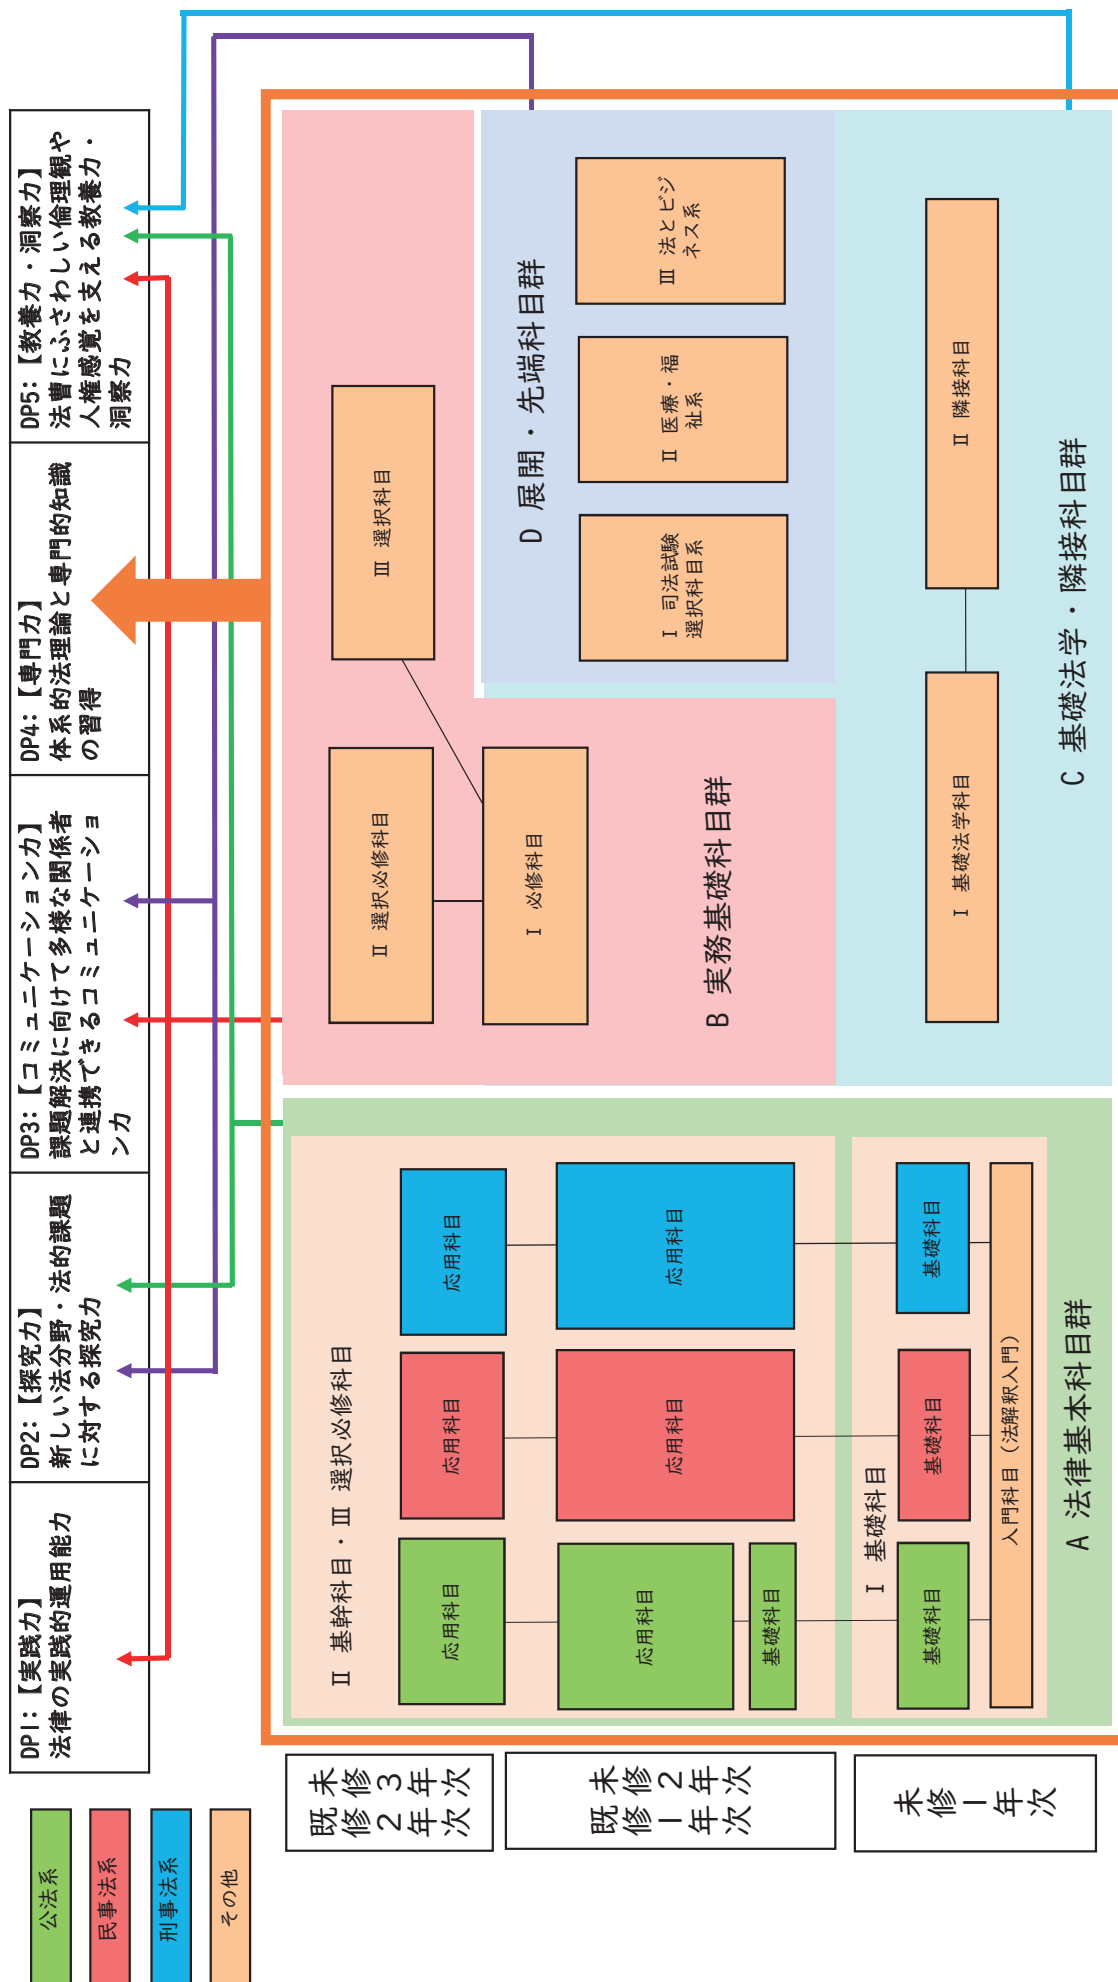 DP1：【実践力】
法律の実践的運用能力
DP2：【探究力】
新しい法分野・法的課題
に対する探究力
DP3：【コミュニケーション力】
課題解決に向けて多様な関係者
と連携できるコミュニケーショ
ン力
DP4：【専門力】
体系的法理論と専門的知識
の習得
DP5：【教養力・洞察力】
法曹にふさわしい倫理観や
人権感覚を支える教養力・
洞察力
公法系
民事法系
刑事法系
その他
既修２年次
未修３年次
既修１年次
未修２年次
未修１年次
Ⅱ 基幹科目・Ⅲ 選択必修科目
応用科目
応用科目
応用科目
応用科目
応用科目
応用科目
基礎科目
Ⅰ 基礎科目
基礎科目
基礎科目
基礎科目
入門科目（法解釈入門）
A 法律基本科目群
Ⅱ 選択必修科目
Ⅲ 選択科目
Ⅰ 必修科目
B 実務基礎科目群
D 展開・先端科目群
Ⅰ 司法試験
選択科目系
Ⅱ 医療・福
祉系
Ⅲ 法とビジ
ネス系
Ⅰ 基礎法学科目
Ⅱ 隣接科目
C 基礎法学・隣接科目群